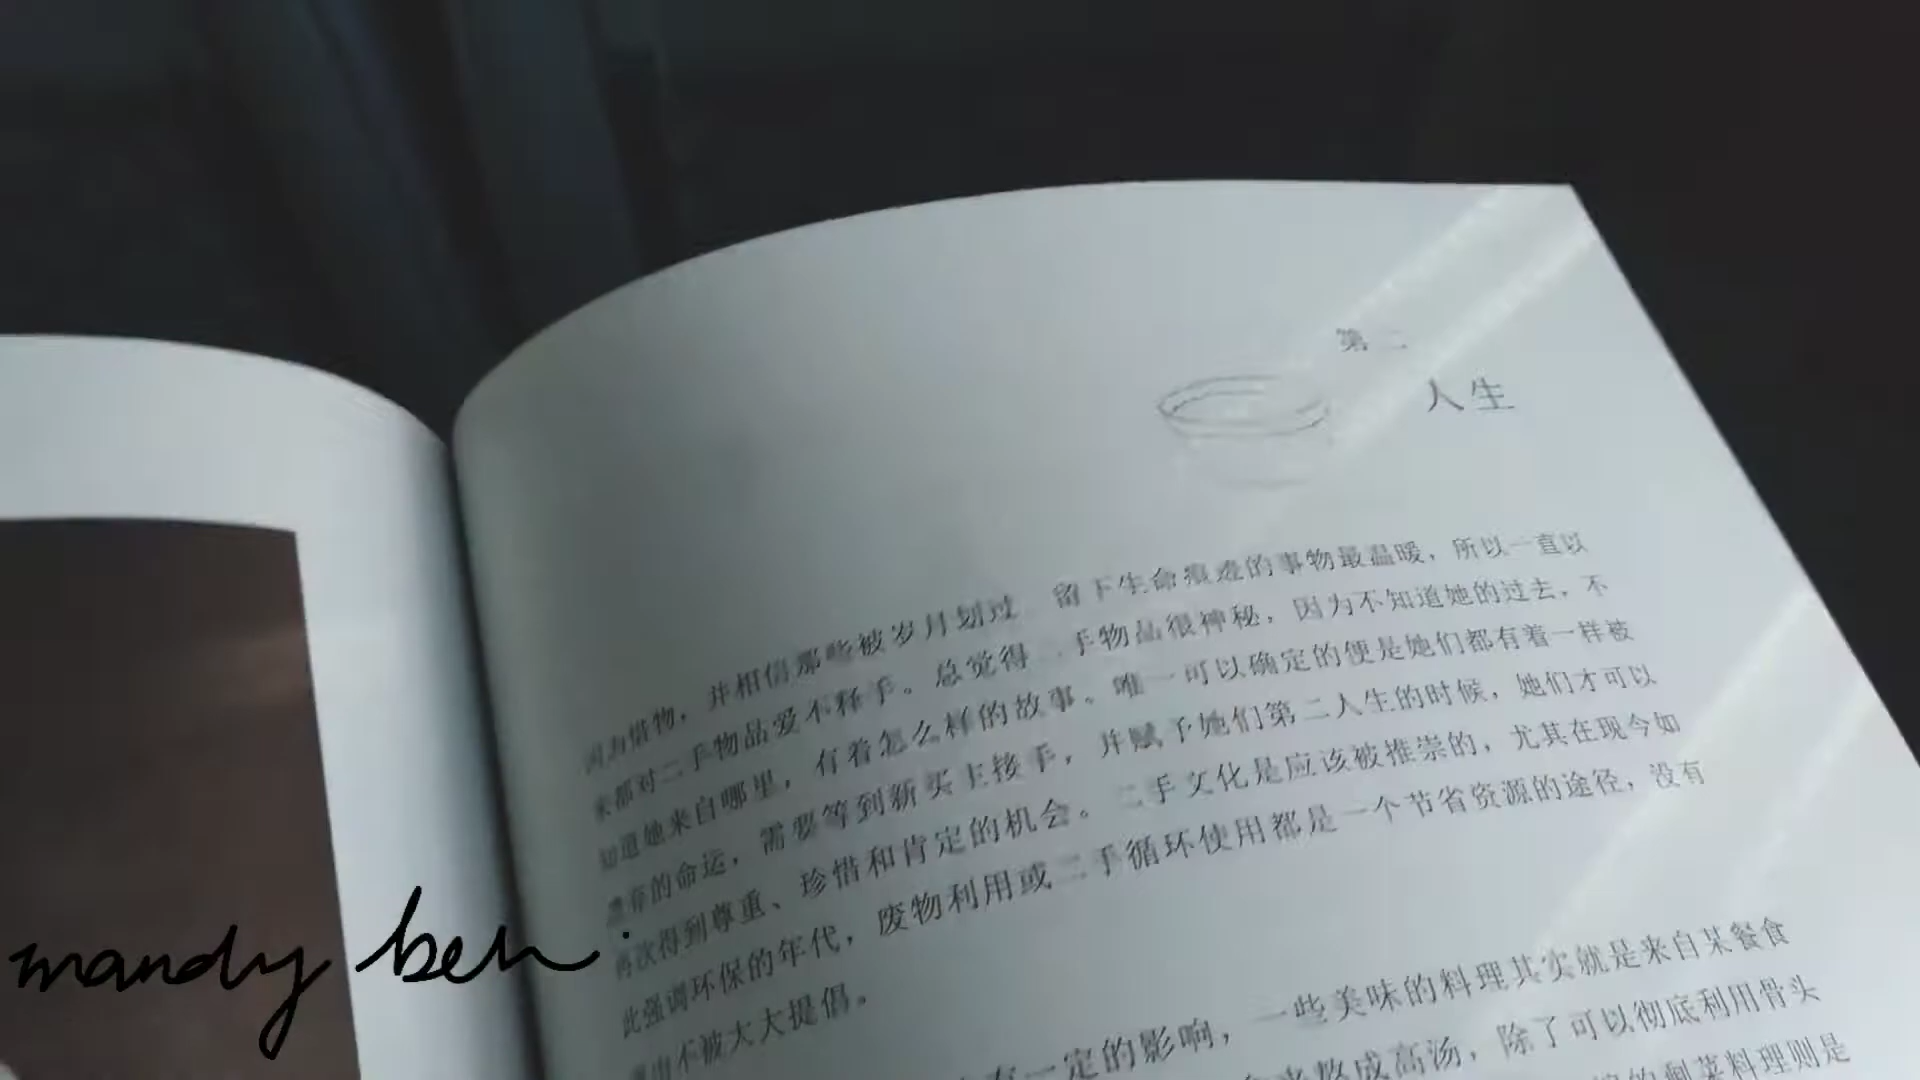 第二
人生
因为惜物，并相信那些被岁月划过 留下生命痕迹的事物最温暖，所以一直以
来都对二手物品爱不释手。总觉得二手物品很神秘，因为不知道她的过去，不
知道她来自哪里，有着怎么样的故事。唯一可以确定的便是她们都有着一样被
遗弃的命运，需要等到新买主接手，并赋予她们第二人生的时候，她们才可以
再次得到尊重、珍惜和肯定的机会。二手文化是应该被推崇的，尤其在现今如
此强调环保的年代，废物利用或二手循环使用都是一个节省资源的途径，没有
理由不被大大提倡。
有一定的影响，一些美味的料理其实就是来自某餐食
来熬成高汤，除了可以彻底利用骨头
的剩菜料理则是
mandy ben